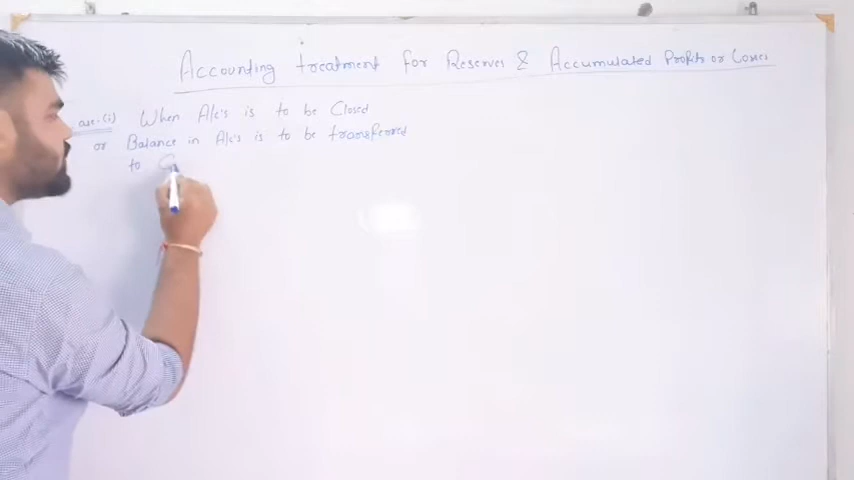 Accounting treatment for Reserves & Accumulated Profits or Losses
ase.(i) When A/c's is to be Closed
or Balance in A/c's is to be transferred
to